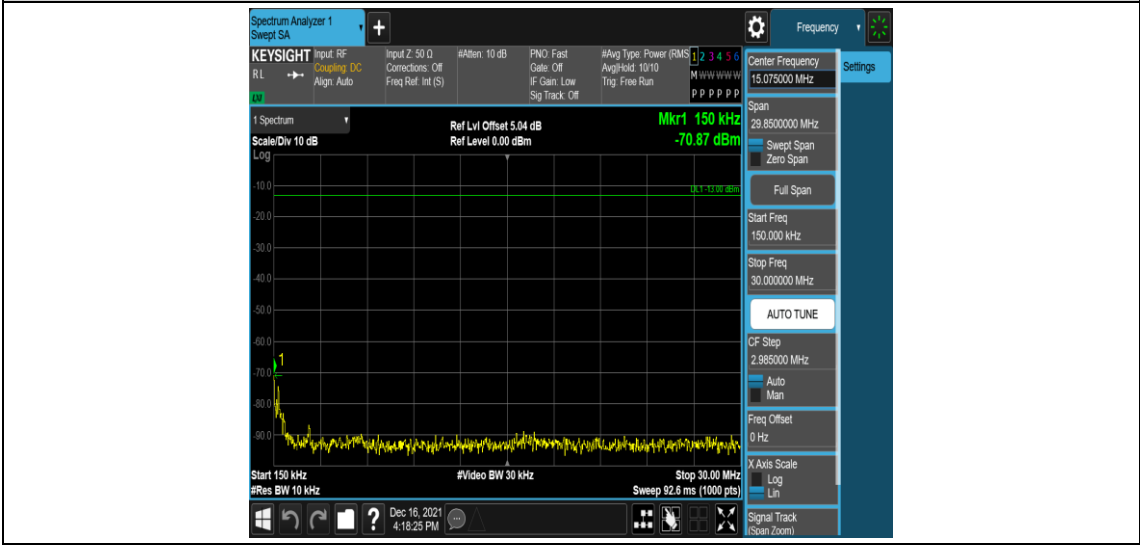 Spectrum Analyzer 1
Swept SA
+
Frequency
KEYSIGHT
RL
LM
Input: RF
Coupling: DC
Align: Auto
Input Z: 50 Ω
Corrections: Off
Freq Ref: Int (S)
#Atten: 10 dB
PNO: Fast
Gate: Off
IF Gain: Low
Sig Track: Off
#Avg Type: Power (RMS
Avg|Hold: 10/10
Trig: Free Run
1 2 3 4 5 6
M W W W W W
P P P P P P
1 Spectrum
Scale/Div 10 dB
Log
Ref Lvl Offset 5.04 dB
Ref Level 0.00 dBm
Mkr1 150 kHz
-70.87 dBm
DL1 -13.00 dBm
-10.0
-20.0
-30.0
-40.0
-50.0
-60.0
-70.0
-80.0
-90.0
1
Start 150 kHz
#Res BW 10 kHz
#Video BW 30 kHz
Stop 30.00 MHz
Sweep 92.6 ms (1000 pts)
Center Frequency
15.075000 MHz
Settings
Span
29.8500000 MHz
Swept Span
Zero Span
Full Span
Start Freq
150.000 kHz
Stop Freq
30.000000 MHz
AUTO TUNE
CF Step
2.985000 MHz
Auto
Man
Freq Offset
0 Hz
X Axis Scale
Log
Lin
Signal Track
(Span Zoom)
?
Dec 16, 2021
4:18:25 PM